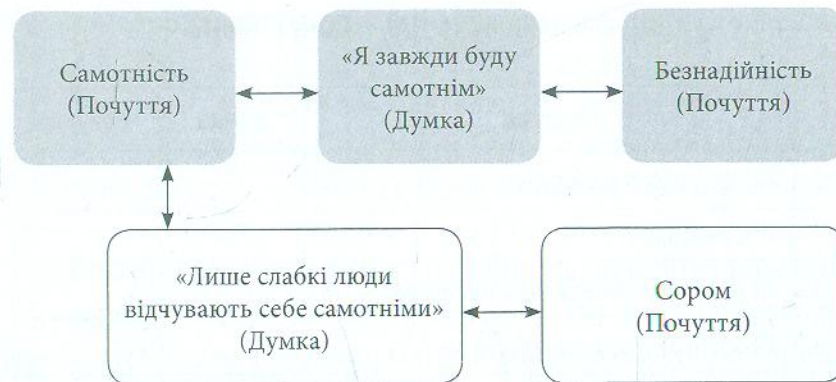 Самотність
(Почуття)
«Я завжди буду
самотнім»
(Думка)
Безнадійність
(Почуття)
«Лише слабкі люди
відчувають себе самотніми»
(Думка)
Сором
(Почуття)